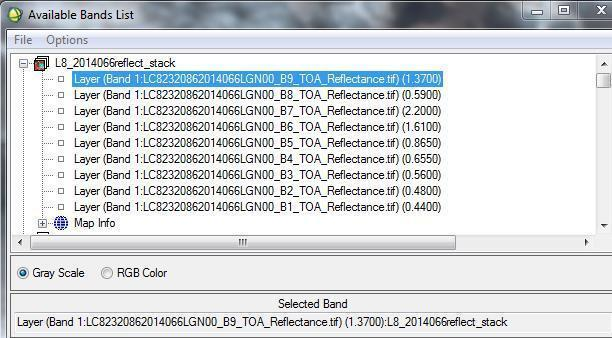 Available Bands List
File Options
L8_2014066reflect_stack
Layer (Band 1:LC82320862014066LGN00_B9_TOA_Reflectance.tif) (1.3700)
Layer (Band 1:LC82320862014066LGN00_B8_TOA_Reflectance.tif) (0.5900)
Layer (Band 1:LC82320862014066LGN00_B7_TOA_Reflectance.tif) (2.2000)
Layer (Band 1:LC82320862014066LGN00_B6_TOA_Reflectance.tif) (1.6100)
Layer (Band 1:LC82320862014066LGN00_B5_TOA_Reflectance.tif) (0.8650)
Layer (Band 1:LC82320862014066LGN00_B4_TOA_Reflectance.tif) (0.6550)
Layer (Band 1:LC82320862014066LGN00_B3_TOA_Reflectance.tif) (0.5600)
Layer (Band 1:LC82320862014066LGN00_B2_TOA_Reflectance.tif) (0.4800)
Layer (Band 1:LC82320862014066LGN00_B1_TOA_Reflectance.tif) (0.4400)
Map Info
Gray Scale RGB Color
Selected Band
Layer (Band 1:LC82320862014066LGN00_B9_TOA_Reflectance.tif) (1.3700):L8_2014066reflect_stack